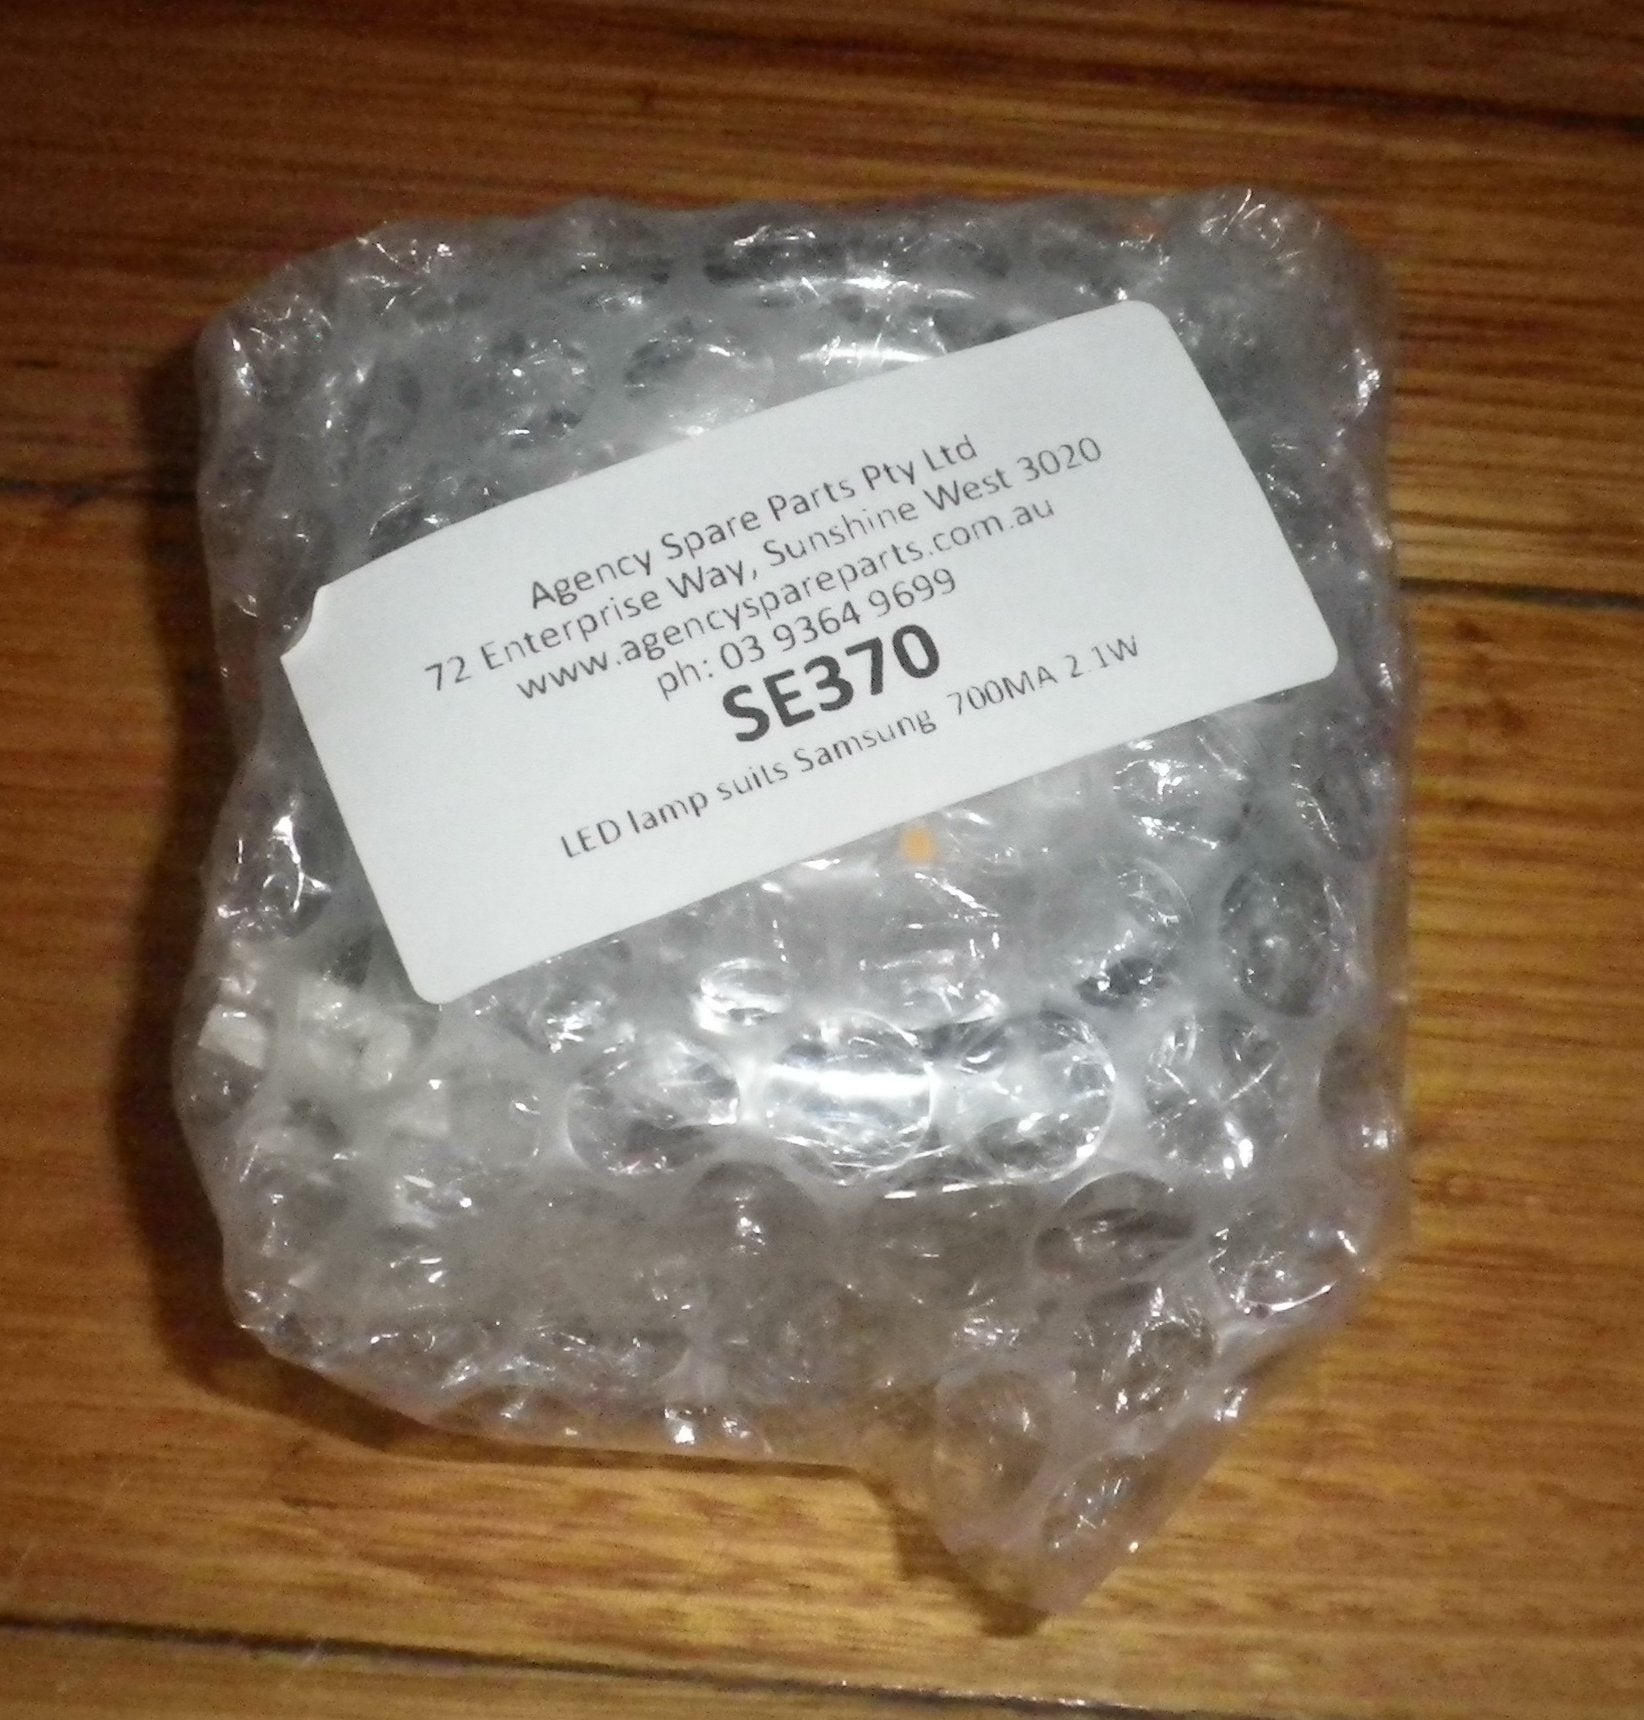 Agency Spare Parts Pty Ltd
72 Enterprise Way, Sunshine West 3020
www.agencyspareparts.com.au
ph: 03 9364 9699
SE370
LED lamp suits Samsung 700MA 2.1W